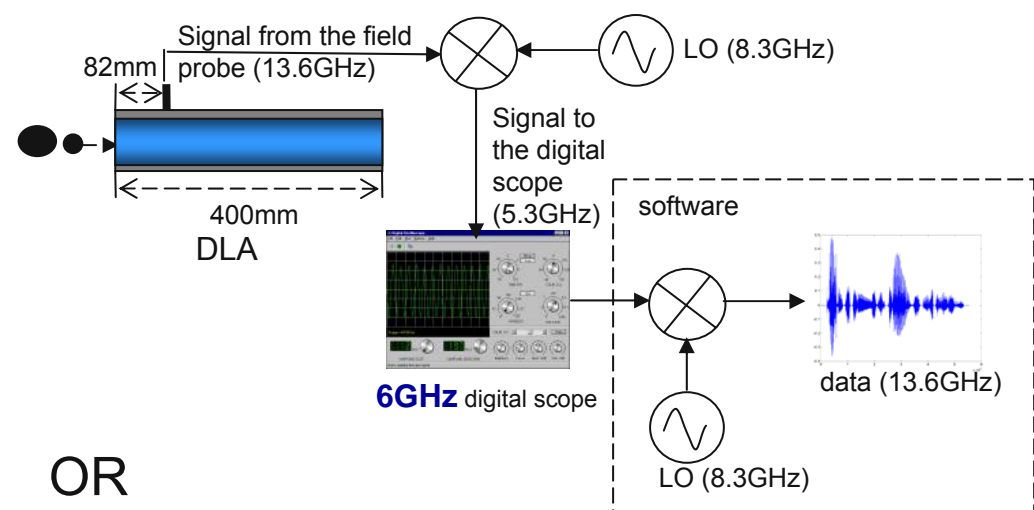 Signal from the field
probe (13.6GHz)
82mm
LO (8.3GHz)
Signal to
the digital
scope
(5.3GHz)
400mm
DLA
software
6GHz digital scope
data (13.6GHz)
LO (8.3GHz)
OR